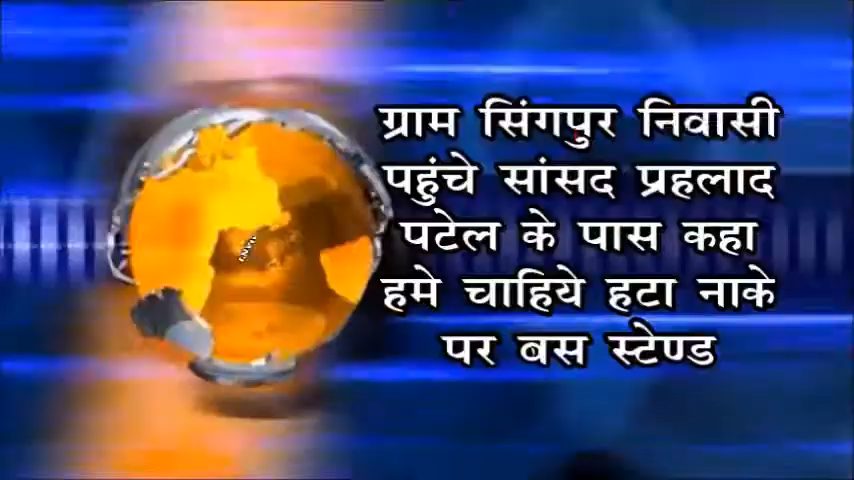 ग्राम सिंगपुर निवासी
पहुंचे सांसद प्रहलाद
पटेल के पास कहा
हमे चाहिये हटा नाके
पर बस स्टेण्ड